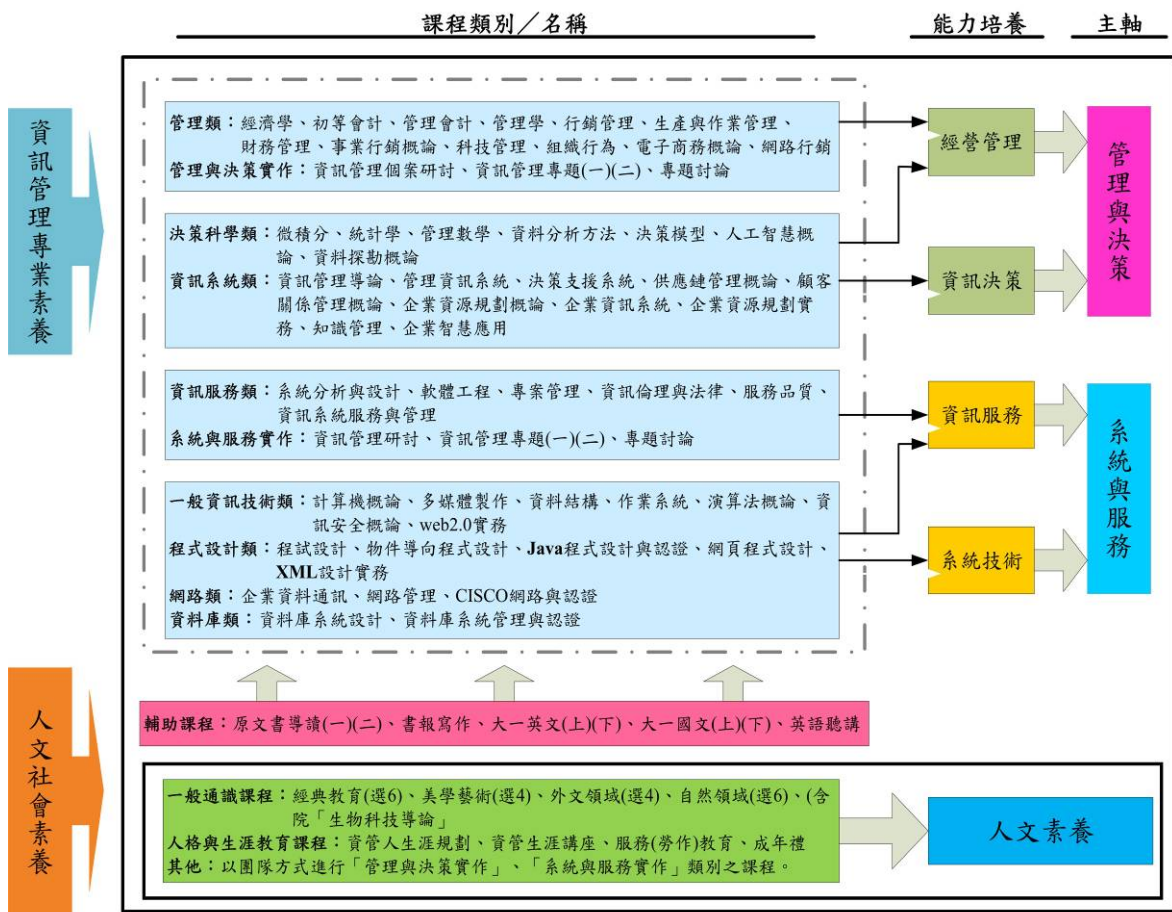 課程類別／名稱
能力培養
主軸
資訊管理專業素養
管理類：經濟學、初等會計、管理會計、管理學、行銷管理、生產與作業管理、
財務管理、事業行銷概論、科技管理、組織行為、電子商務概論、網路行銷
管理與決策實作：資訊管理個案研討、資訊管理專題(一)(二)、專題討論
決策科學類：微積分、統計學、管理數學、資料分析方法、決策模型、人工智慧概
論、資料探勘概論
資訊系統類：資訊管理導論、管理資訊系統、決策支援系統、供應鏈管理概論、顧客
關係管理概論、企業資源規劃概論、企業資訊系統、企業資源規劃實
務、知識管理、企業智慧應用
經營管理
資訊決策
管理與決策
資訊服務類：系統分析與設計、軟體工程、專案管理、資訊倫理與法律、服務品質、
資訊系統服務與管理
系統與服務實作：資訊管理研討、資訊管理專題(一)(二)、專題討論
一般資訊技術類：計算機概論、多媒體製作、資料結構、作業系統、演算法概論、資
訊安全概論、web2.0實務
程式設計類：程試設計、物件導向程式設計、Java程式設計與認證、網頁程式設計、
XML設計實務
網路類：企業資料通訊、網路管理、CISCO網路與認證
資料庫類：資料庫系統設計、資料庫系統管理與認證
資訊服務
系統技術
系統與服務
人文社會素養
輔助課程：原文書導讀(一)(二)、書報寫作、大一英文(上)(下)、大一國文(上)(下)、英語聽講
一般通識課程：經典教育(選6)、美學藝術(選4)、外文領域(選4)、自然領域(選6)、(含
院「生物科技導論」
人格與生涯教育課程：資管人生涯規劃、資管生涯講座、服務(勞作)教育、成年禮
其他：以團隊方式進行「管理與決策實作」、「系統與服務實作」類別之課程。
人文素養